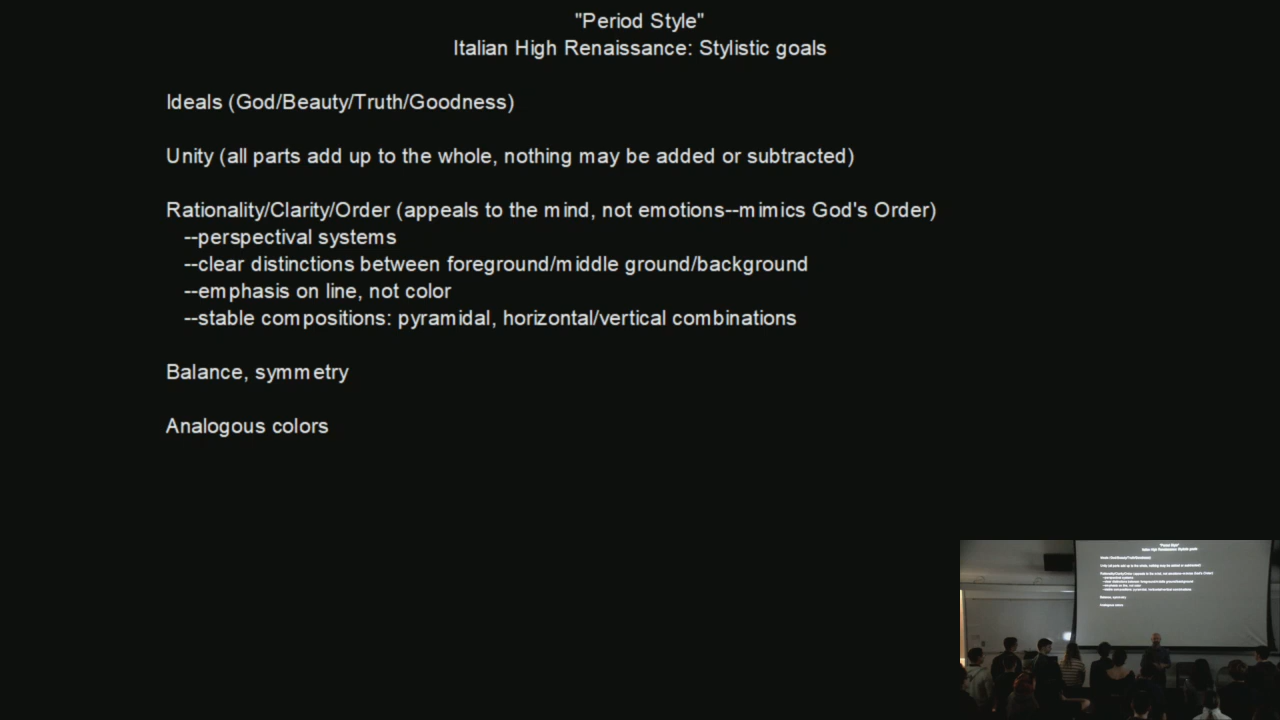 "Period Style"
Italian High Renaissance: Stylistic goals
Ideals (God/Beauty/Truth/Goodness)
Unity (all parts add up to the whole, nothing may be added or subtracted)
Rationality/Clarity/Order (appeals to the mind, not emotions--mimics God's Order)
--perspectival systems
--clear distinctions between foreground/middle ground/background
--emphasis on line, not color
--stable compositions: pyramidal, horizontal/vertical combinations
Balance, symmetry
Analogous colors